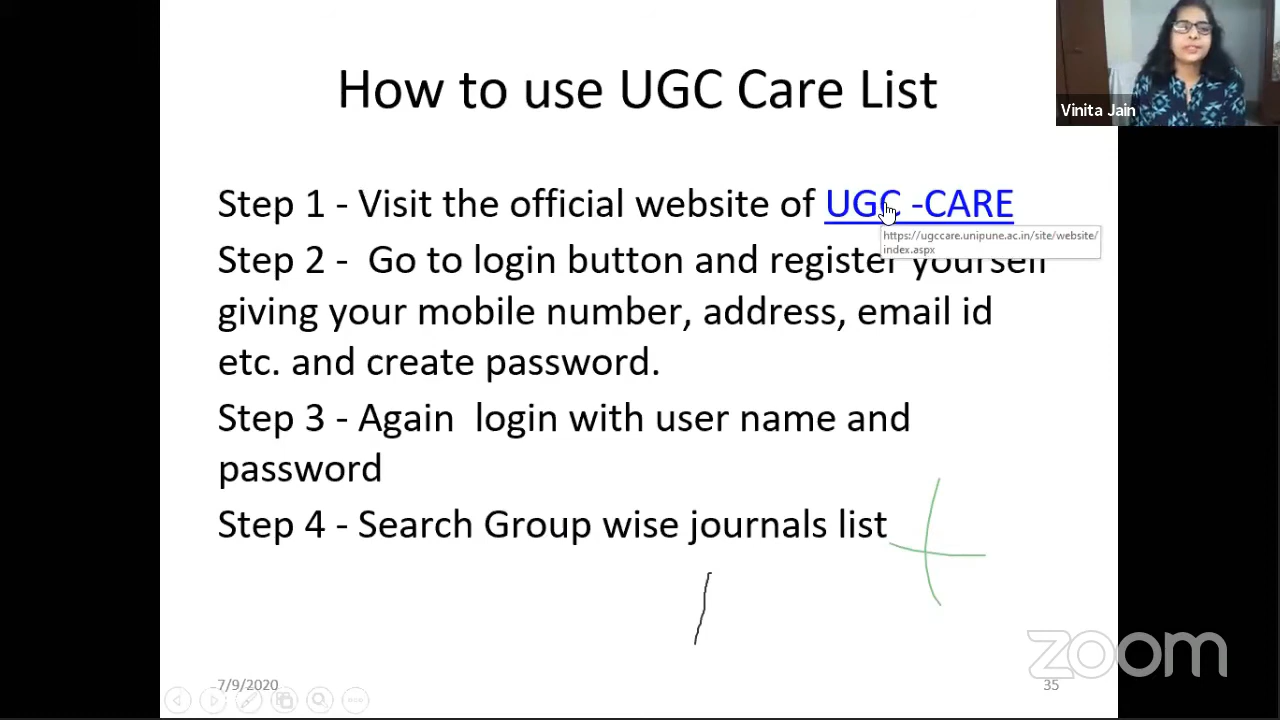 How to use UGC Care List
Vinita Jain
Step 1 - Visit the official website of UGC -CARE
https://ugccare.unipune.ac.in/site/website/
index.aspx
Step 2 -  Go to login button and register yourself
giving your mobile number, address, email id
etc. and create password.
Step 3 - Again  login with user name and
password
Step 4 - Search Group wise journals list
zoom
7/9/2020
35